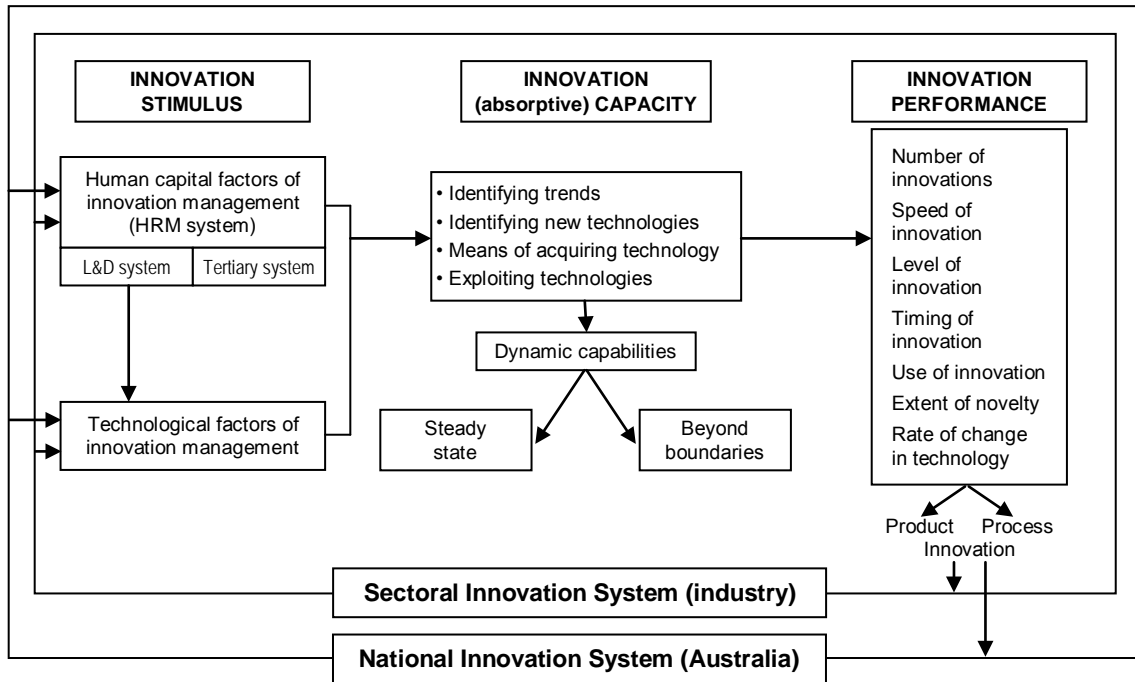 INNOVATION
STIMULUS
INNOVATION
(absorptive) CAPACITY
INNOVATION
PERFORMANCE
Human capital factors of
innovation management
(HRM system)
L&D system
Tertiary system
Technological factors of
innovation management
• Identifying trends
• Identifying new technologies
• Means of acquiring technology
• Exploiting technologies
Dynamic capabilities
Steady
state
Beyond
boundaries
Number of
innovations
Speed of
innovation
Level of
innovation
Timing of
innovation
Use of innovation
Extent of novelty
Rate of change
in technology
Product Process
Innovation
Sectoral Innovation System (industry)
National Innovation System (Australia)